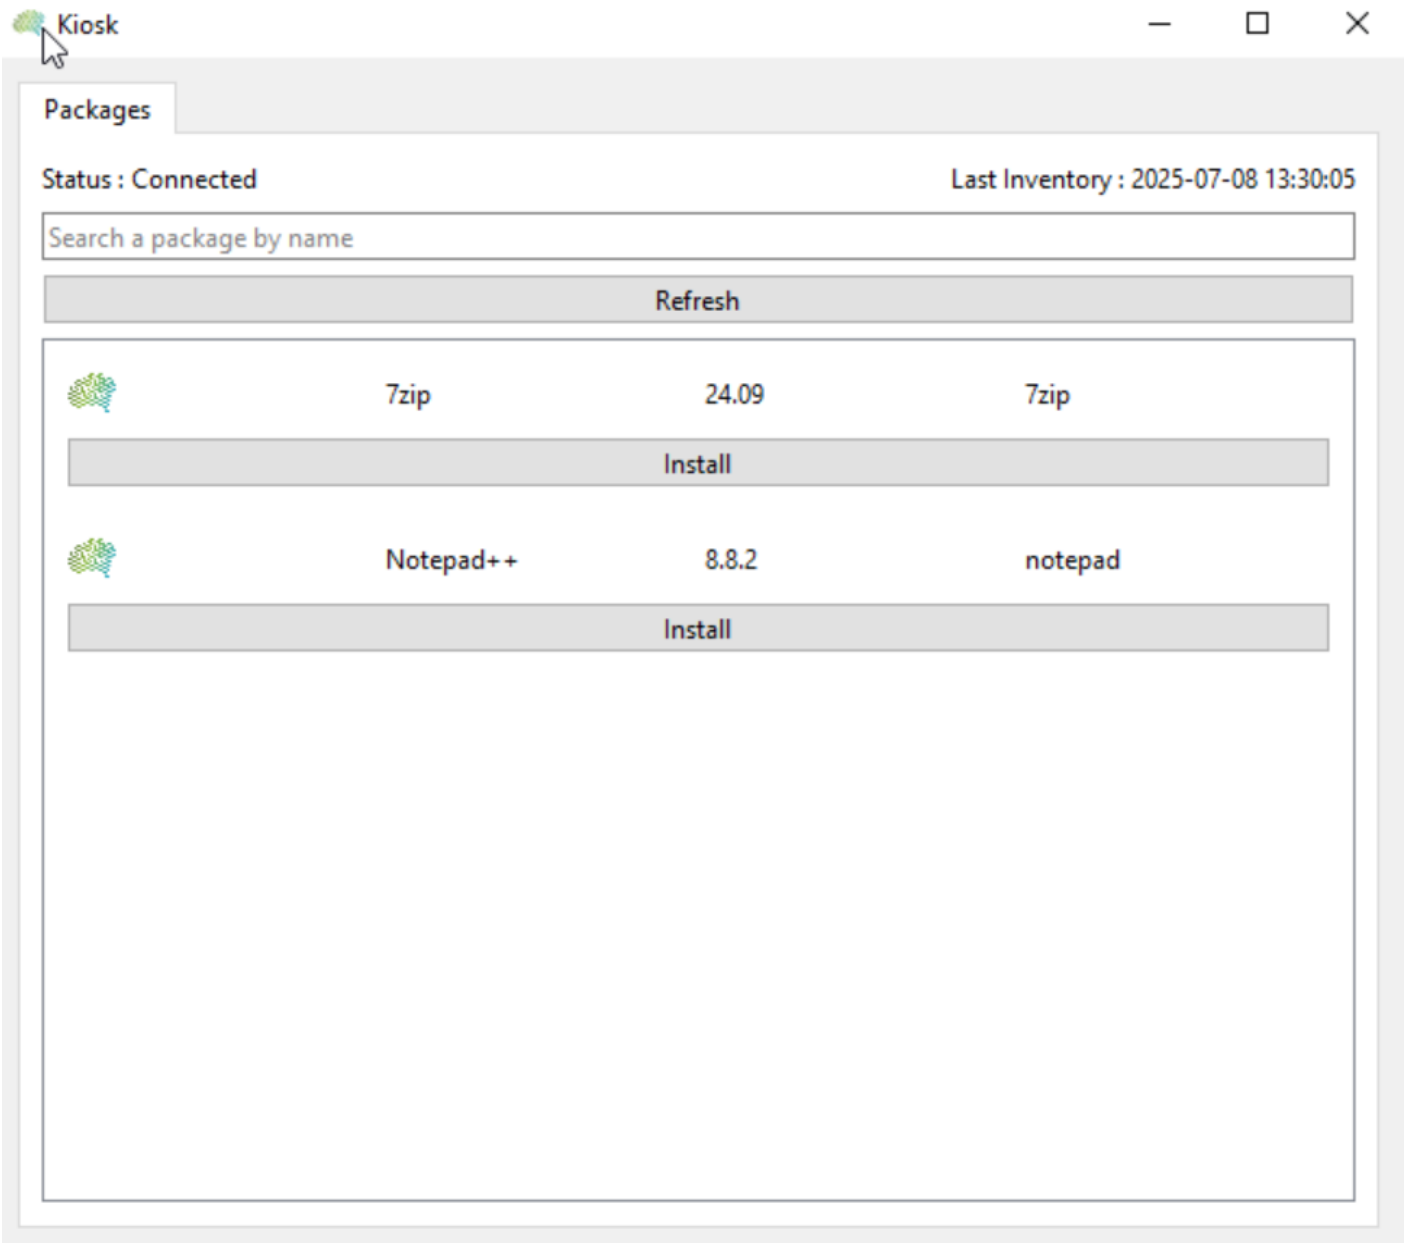 Kiosk
Packages
Status : Connected
Last Inventory : 2025-07-08 13:30:05
Search a package by name
Refresh
7zip 24.09 7zip
Install
Notepad++ 8.8.2 notepad
Install